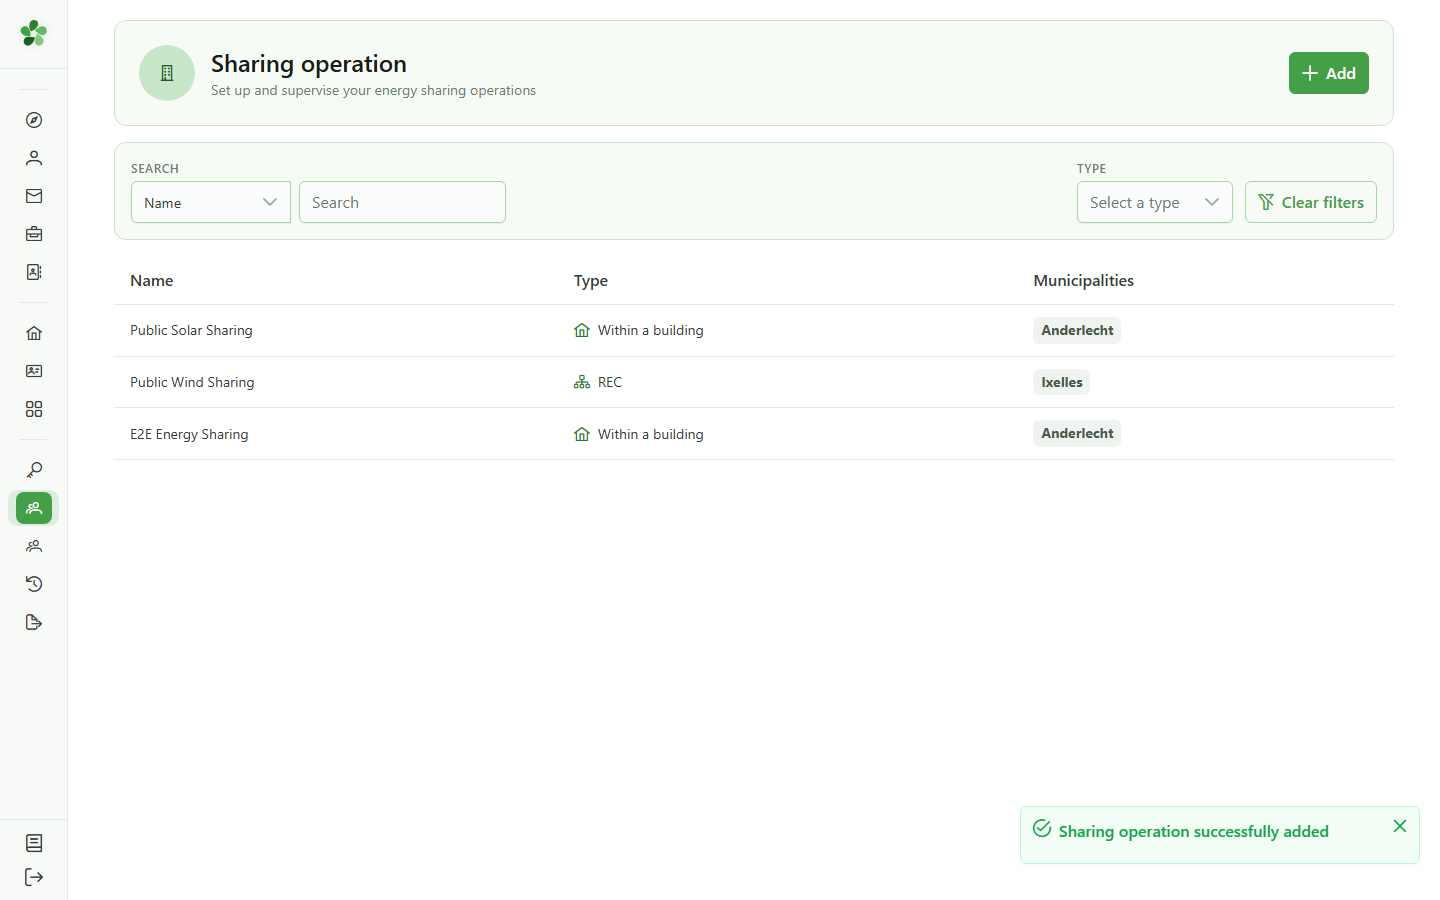 Sharing operation
Set up and supervise your energy sharing operations
Add
SEARCH
Name
Search
TYPE
Select a type
Clear filters
Name Type Municipalities
Public Solar Sharing Within a building Anderlecht
Public Wind Sharing REC Ixelles
E2E Energy Sharing Within a building Anderlecht
Sharing operation successfully added